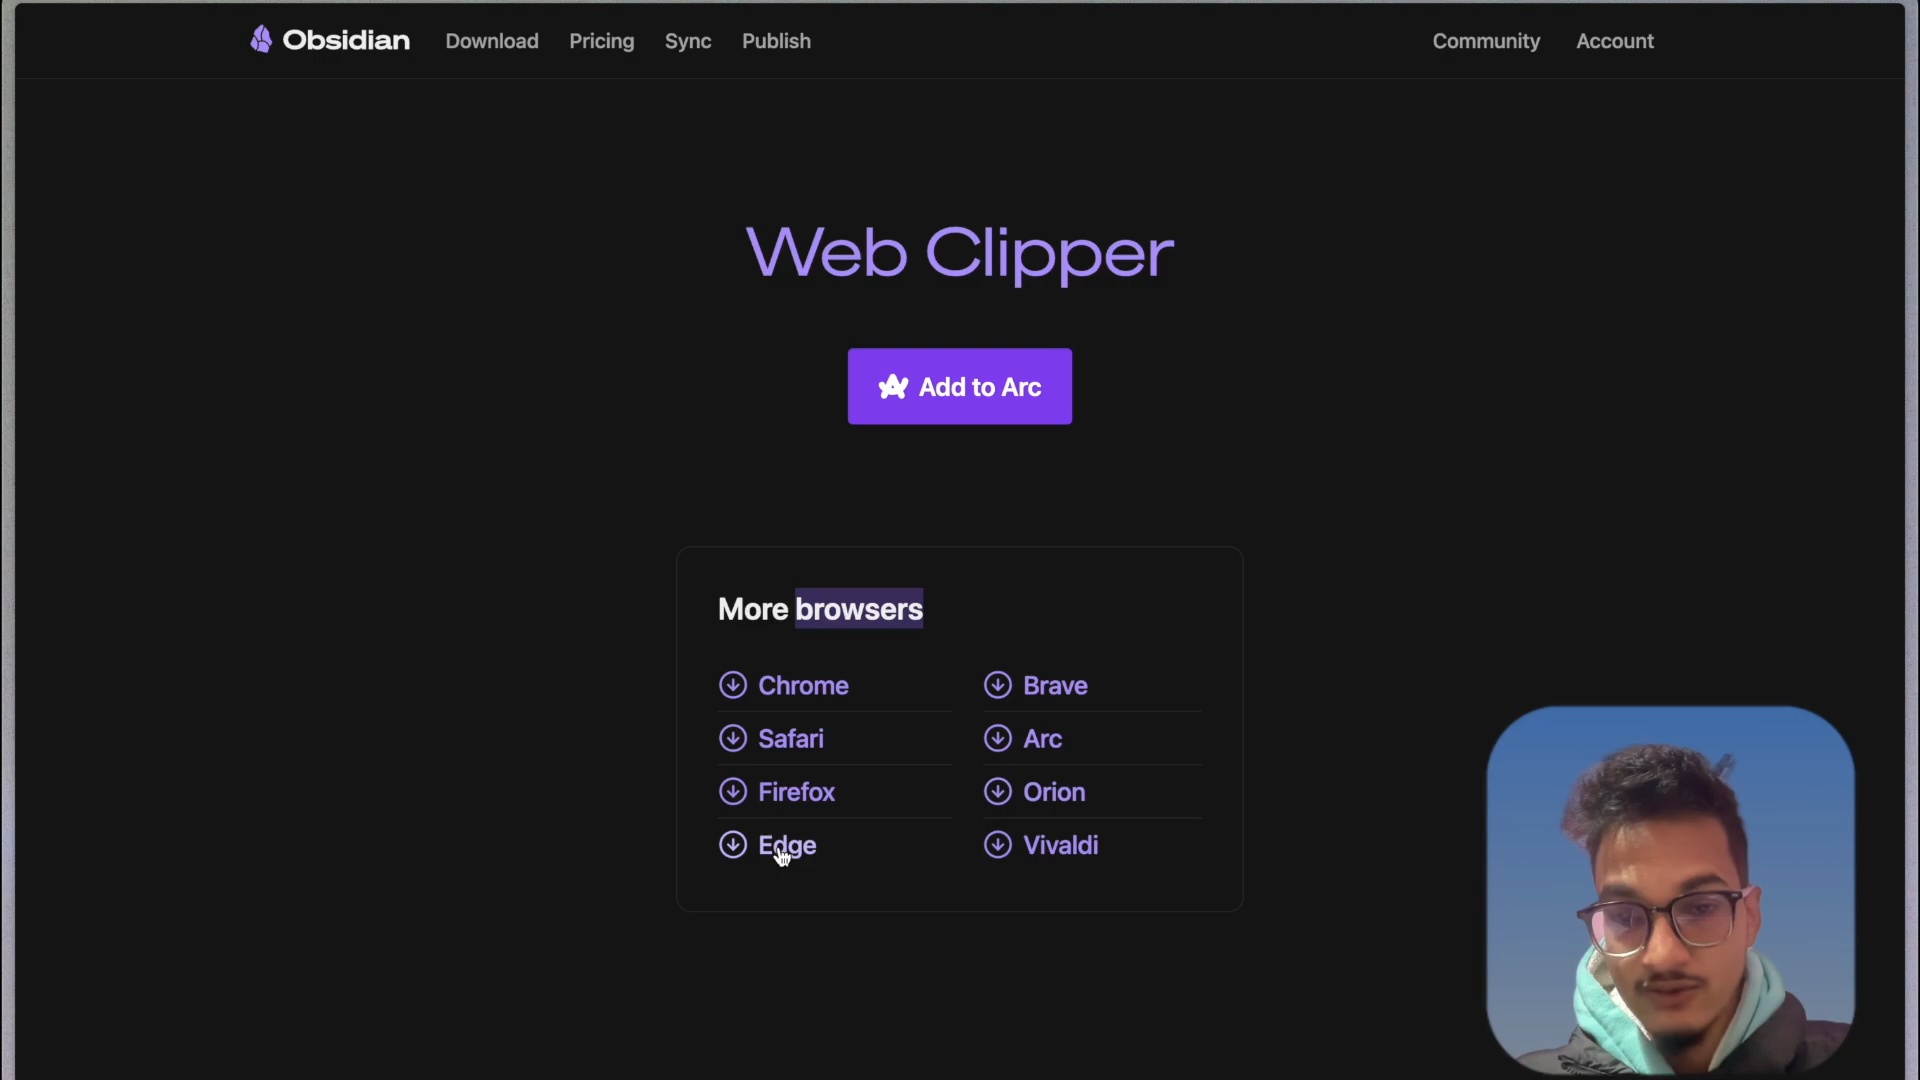 Obsidian Download Pricing Sync Publish Community Account
Web Clipper
Add to Arc
More browsers
Chrome Brave
Safari Arc
Firefox Orion
Edge Vivaldi